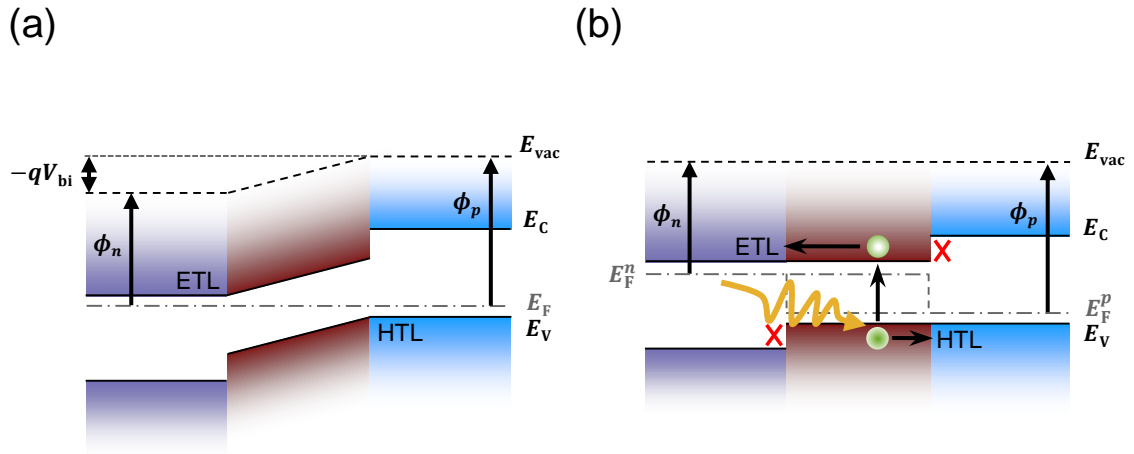 (a)
(b)
E_vac
−qV_bi
ϕ_n
ϕ_p
E_C
ETL
E_F
HTL
E_V
E_vac
ϕ_n
ϕ_p
E_C
ETL
E_F^n
E_F^p
HTL
E_V